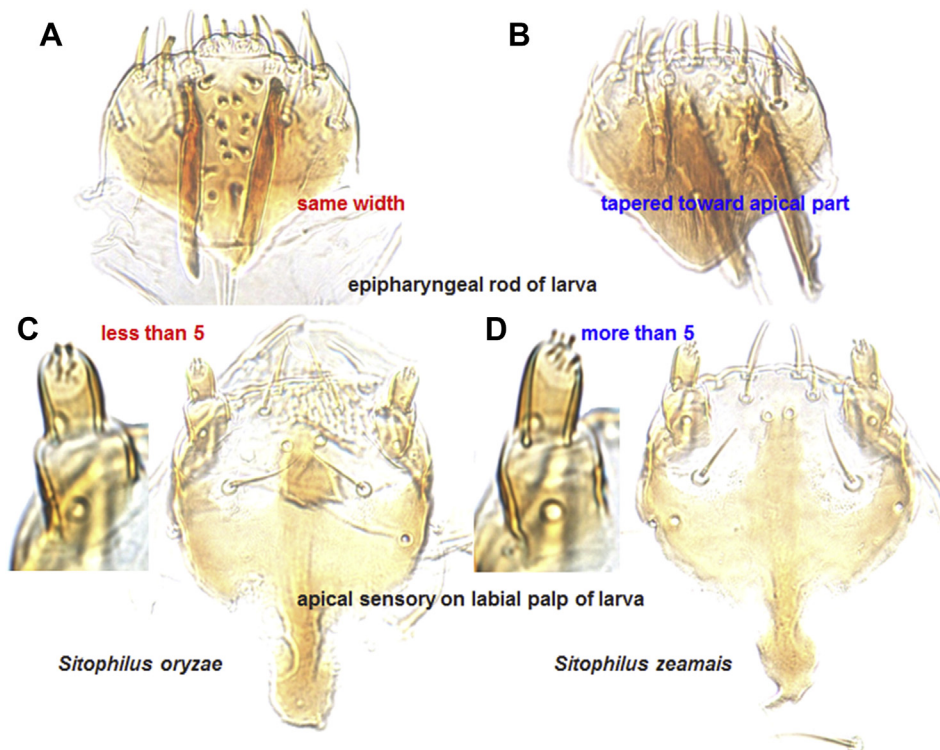 A
B
same width
tapered toward apical part
epipharyngeal rod of larva
C
less than 5
D
more than 5
apical sensory on labial palp of larva
Sitophilus oryzae
Sitophilus zeamais